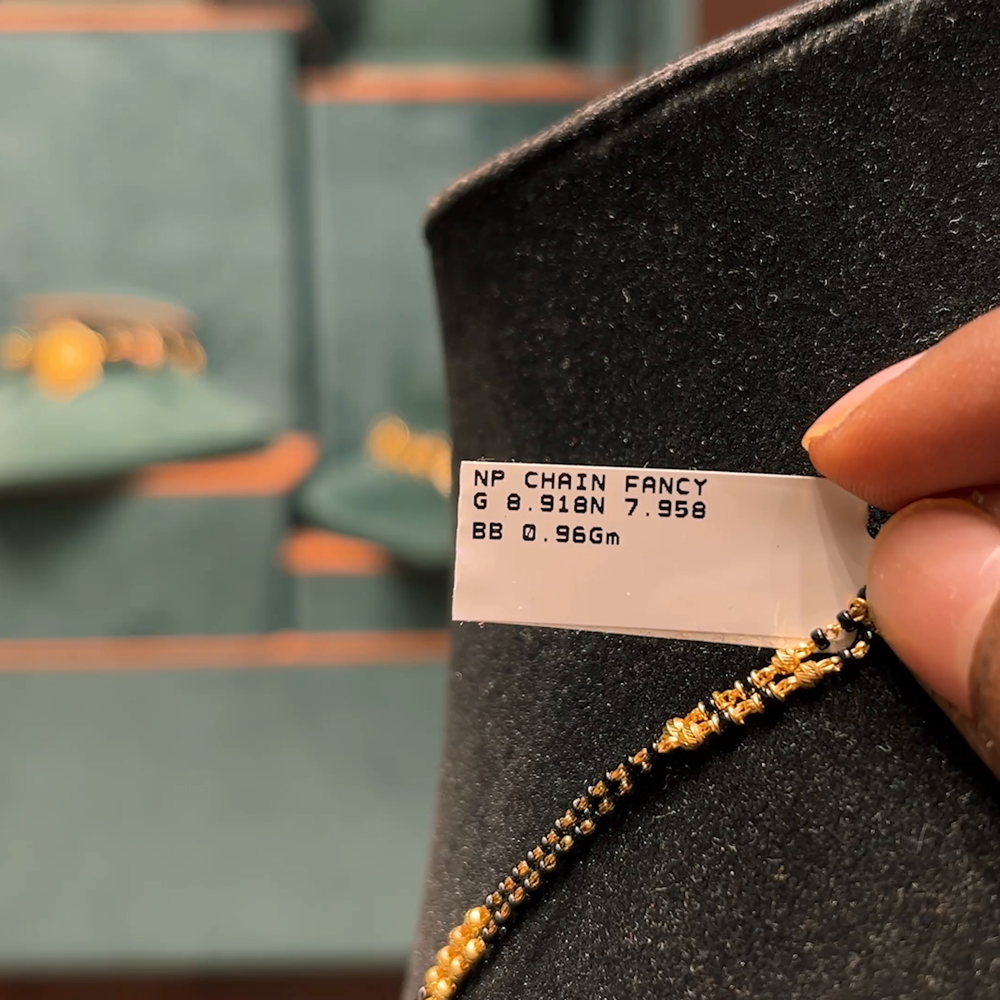 NP CHAIN FANCY
G 8.918N 7.958
BB 0.96Gm